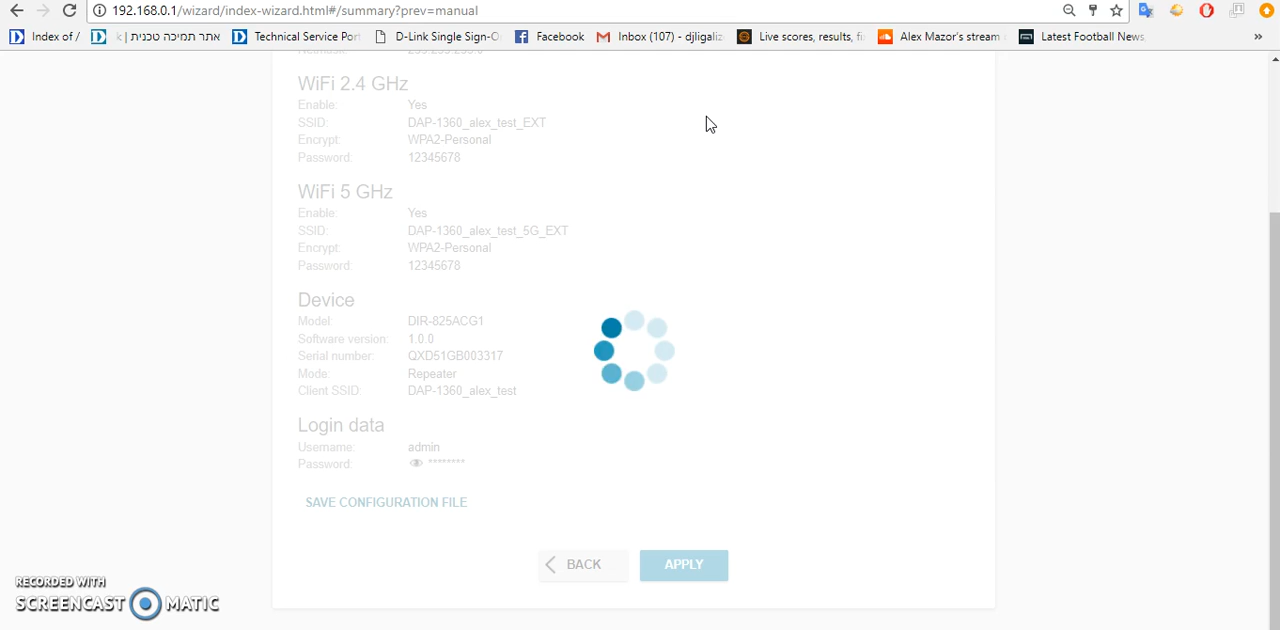 192.168.0.1/wizard/index-wizard.html#/summary?prev=manual
Index of / אתר תמיכה טכנית | k Technical Service Por D-Link Single Sign-O Facebook Inbox (107) - djligaliz Live scores, results, fi Alex Mazor's stream Latest Football News, »
WiFi 2.4 GHz
Enable: Yes
SSID: DAP-1360_alex_test_EXT
Encrypt: WPA2-Personal
Password: 12345678
WiFi 5 GHz
Enable: Yes
SSID: DAP-1360_alex_test_5G_EXT
Encrypt: WPA2-Personal
Password: 12345678
Device
Model: DIR-825ACG1
Software version: 1.0.0
Serial number: QXD51GB003317
Mode: Repeater
Client SSID: DAP-1360_alex_test
Login data
Username: admin
Password: ********
SAVE CONFIGURATION FILE
BACK APPLY
RECORDED WITH
SCREENCAST MATIC